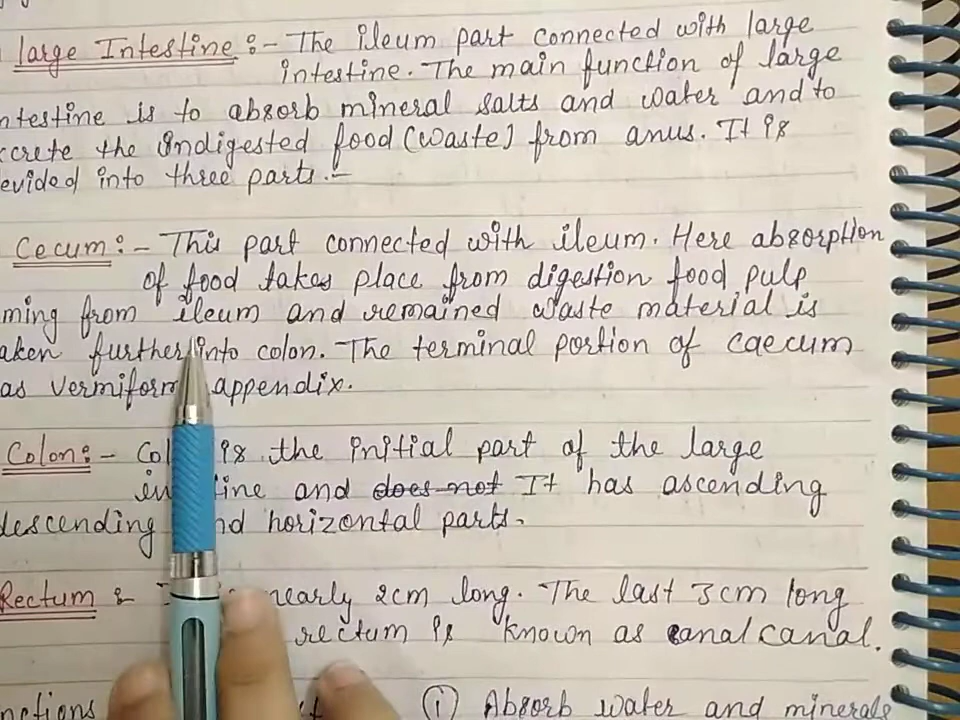 large Intestine :- The ileum part connected with large
intestine. The main function of large
ntestine is to absorb mineral salts and water and to
crete the indigested food (waste) from anus. It is
evided into three parts.-
Cecum :- This part connected with ileum. Here absorption
of food takes place from digestion food pulp
ming from ileum and remained waste material is
aken further into colon. The terminal portion of caecum
as vermiform appendix.
Colon :- Col is the initial part of the large
in tine and does not It has ascending
descending nd horizontal parts.
Rectum : nearly 2cm long. The last 3cm long
rectum is known as canal canal.
nctions (i) Absorb water and minerals